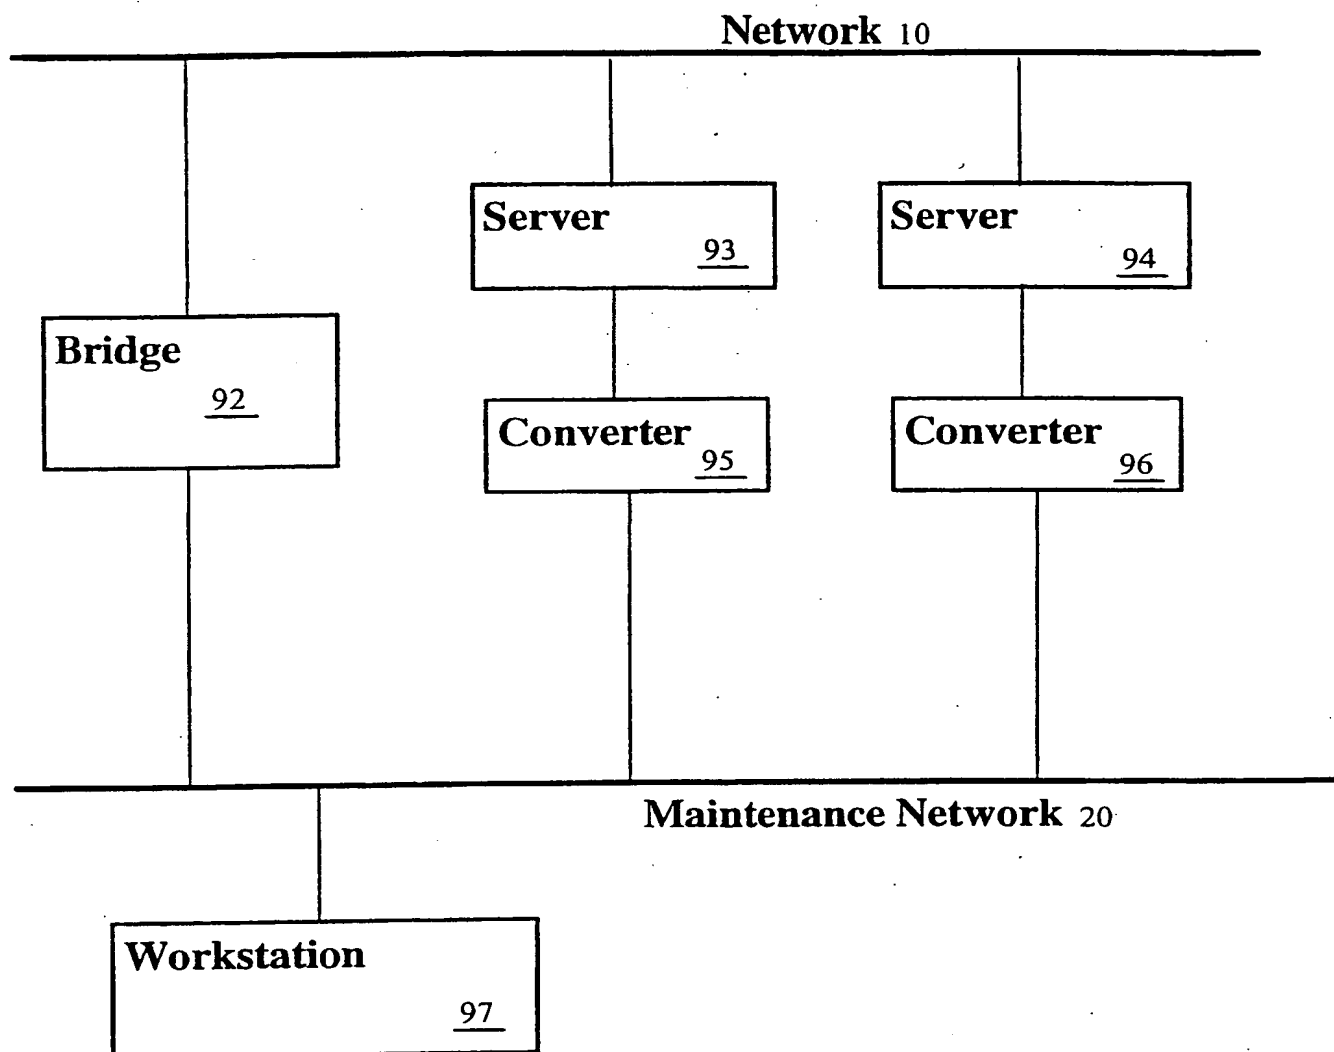 Network 10
Server
93
Server
94
Bridge
92
Converter
95
Converter
96
Maintenance Network 20
Workstation
97